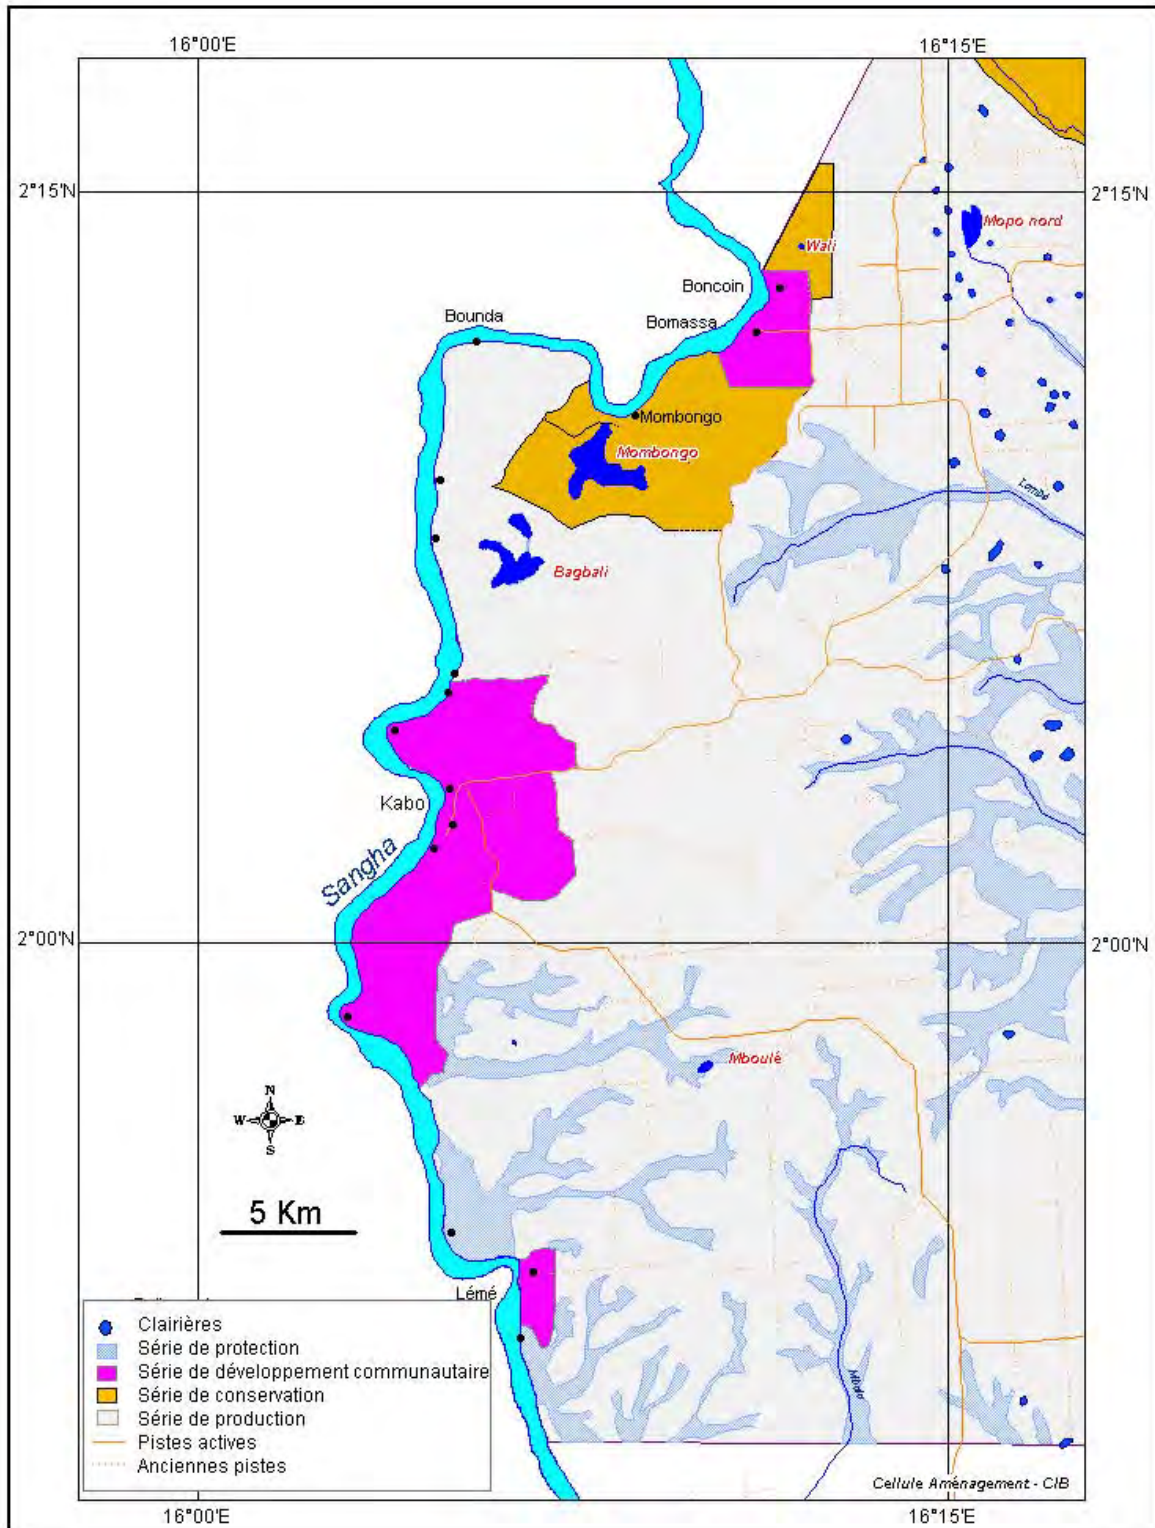 16°00'E
16°15'E
2°15'N
2°15'N
Mopo nord
Wali
Boncoin
Bounda
Bomassa
Mombongo
Mombongo
Lombé
Bagbali
Kabo
Sangha
2°00'N
2°00'N
Mboulé
N
W E
S
5 Km
Lémé
Clairières
Série de protection
Série de développement communautaire
Série de conservation
Série de production
Pistes actives
Anciennes pistes
Cellule Aménagement - CIB
16°00'E
16°15'E